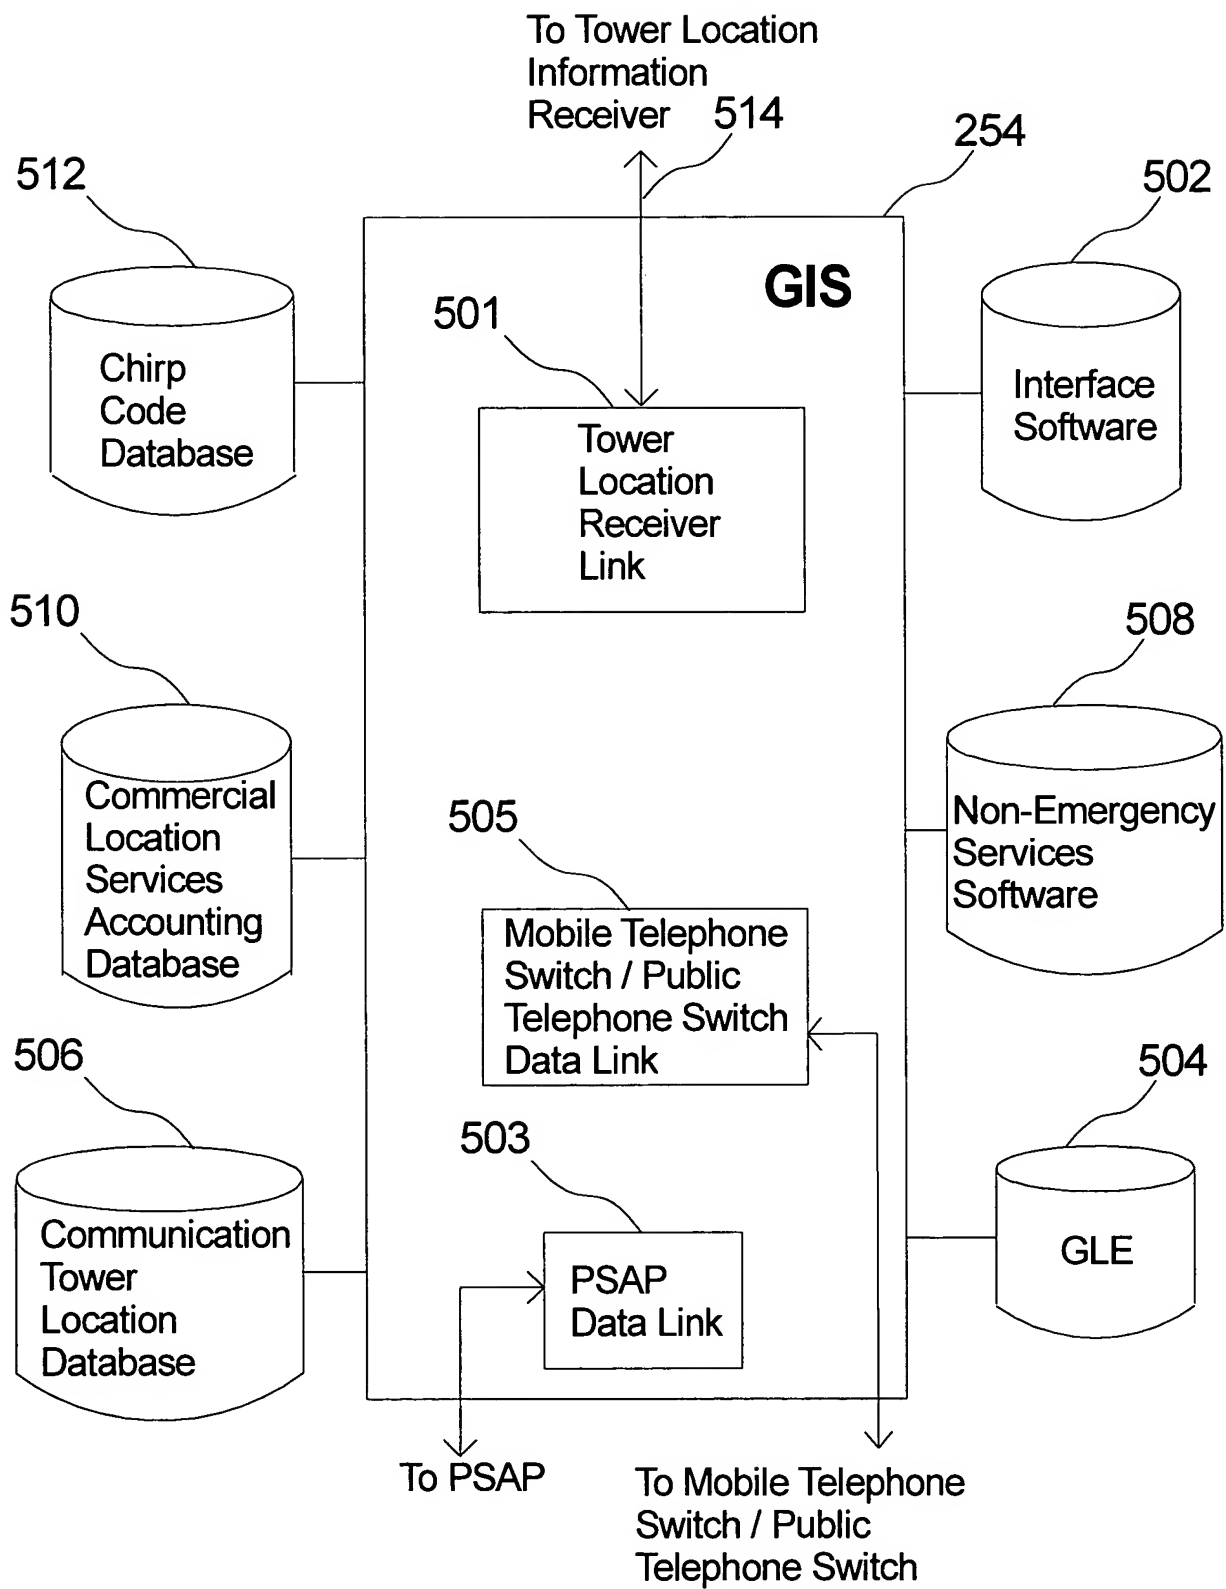 To Tower Location
Information
Receiver
514
254
512
502
GIS
501
Chirp
Code
Database
Interface
Software
Tower
Location
Receiver
Link
510
508
Commercial
Location
Services
Accounting
Database
505
Non-Emergency
Services
Software
Mobile Telephone
Switch / Public
Telephone Switch
Data Link
506
504
503
Communication
Tower
Location
Database
PSAP
Data Link
GLE
To PSAP
To Mobile Telephone
Switch / Public
Telephone Switch